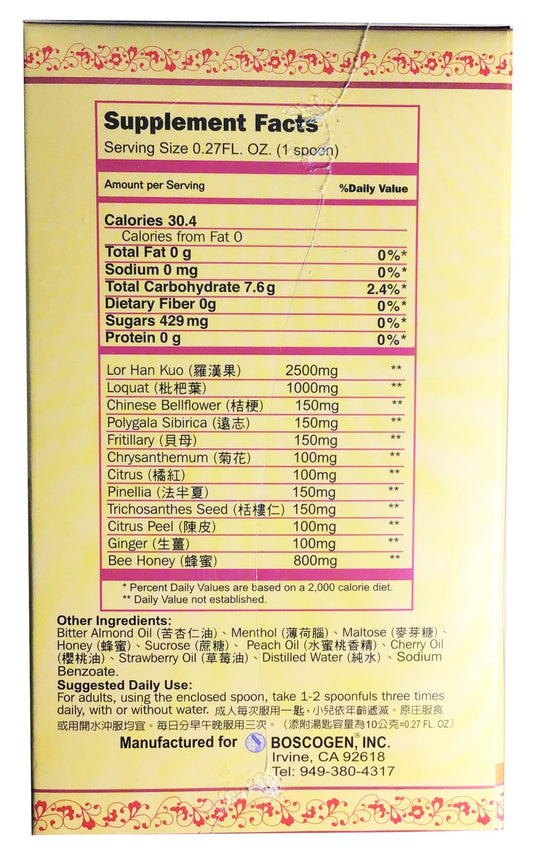 Supplement Facts
Serving Size 0.27FL. OZ. (1 spoon)
Amount per Serving %Daily Value
Calories 30.4
Calories from Fat 0
Total Fat 0 g 0%*
Sodium 0 mg 0%*
Total Carbohydrate 7.6g 2.4%*
Dietary Fiber 0g 0%*
Sugars 429 mg 0%*
Protein 0 g 0%*
Lor Han Kuo (羅漢果) 2500mg **
Loquat (枇杷葉) 1000mg **
Chinese Bellflower (桔梗) 150mg **
Polygala Sibirica (遠志) 150mg **
Fritillary (貝母) 150mg **
Chrysanthemum (菊花) 100mg **
Citrus (橘紅) 100mg **
Pinellia (法半夏) 150mg **
Trichosanthes Seed (栝樓仁) 150mg **
Citrus Peel (陳皮) 100mg **
Ginger (生薑) 100mg **
Bee Honey (蜂蜜) 800mg **
* Percent Daily Values are based on a 2,000 calorie diet.
** Daily Value not established.
Other Ingredients:
Bitter Almond Oil (苦杏仁油)、Menthol (薄荷腦)、Maltose (麥芽糖)、
Honey (蜂蜜)、Sucrose (蔗糖)、 Peach Oil (水蜜桃香精)、Cherry Oil
(櫻桃油)、Strawberry Oil (草莓油)、Distilled Water (純水)、Sodium
Benzoate.
Suggested Daily Use:
For adults, using the enclosed spoon, take 1-2 spoonfuls three times
daily, with or without water. 成人每次服用一匙，小兒依年齡遞減。原庄服食
或用開水沖服均宜。每日分早午晚服用三次。（添附湯匙容量為10公克=0.27 FL. OZ.）
Manufactured for BOSCOGEN,® INC.
Irvine, CA 92618
Tel: 949-380-4317